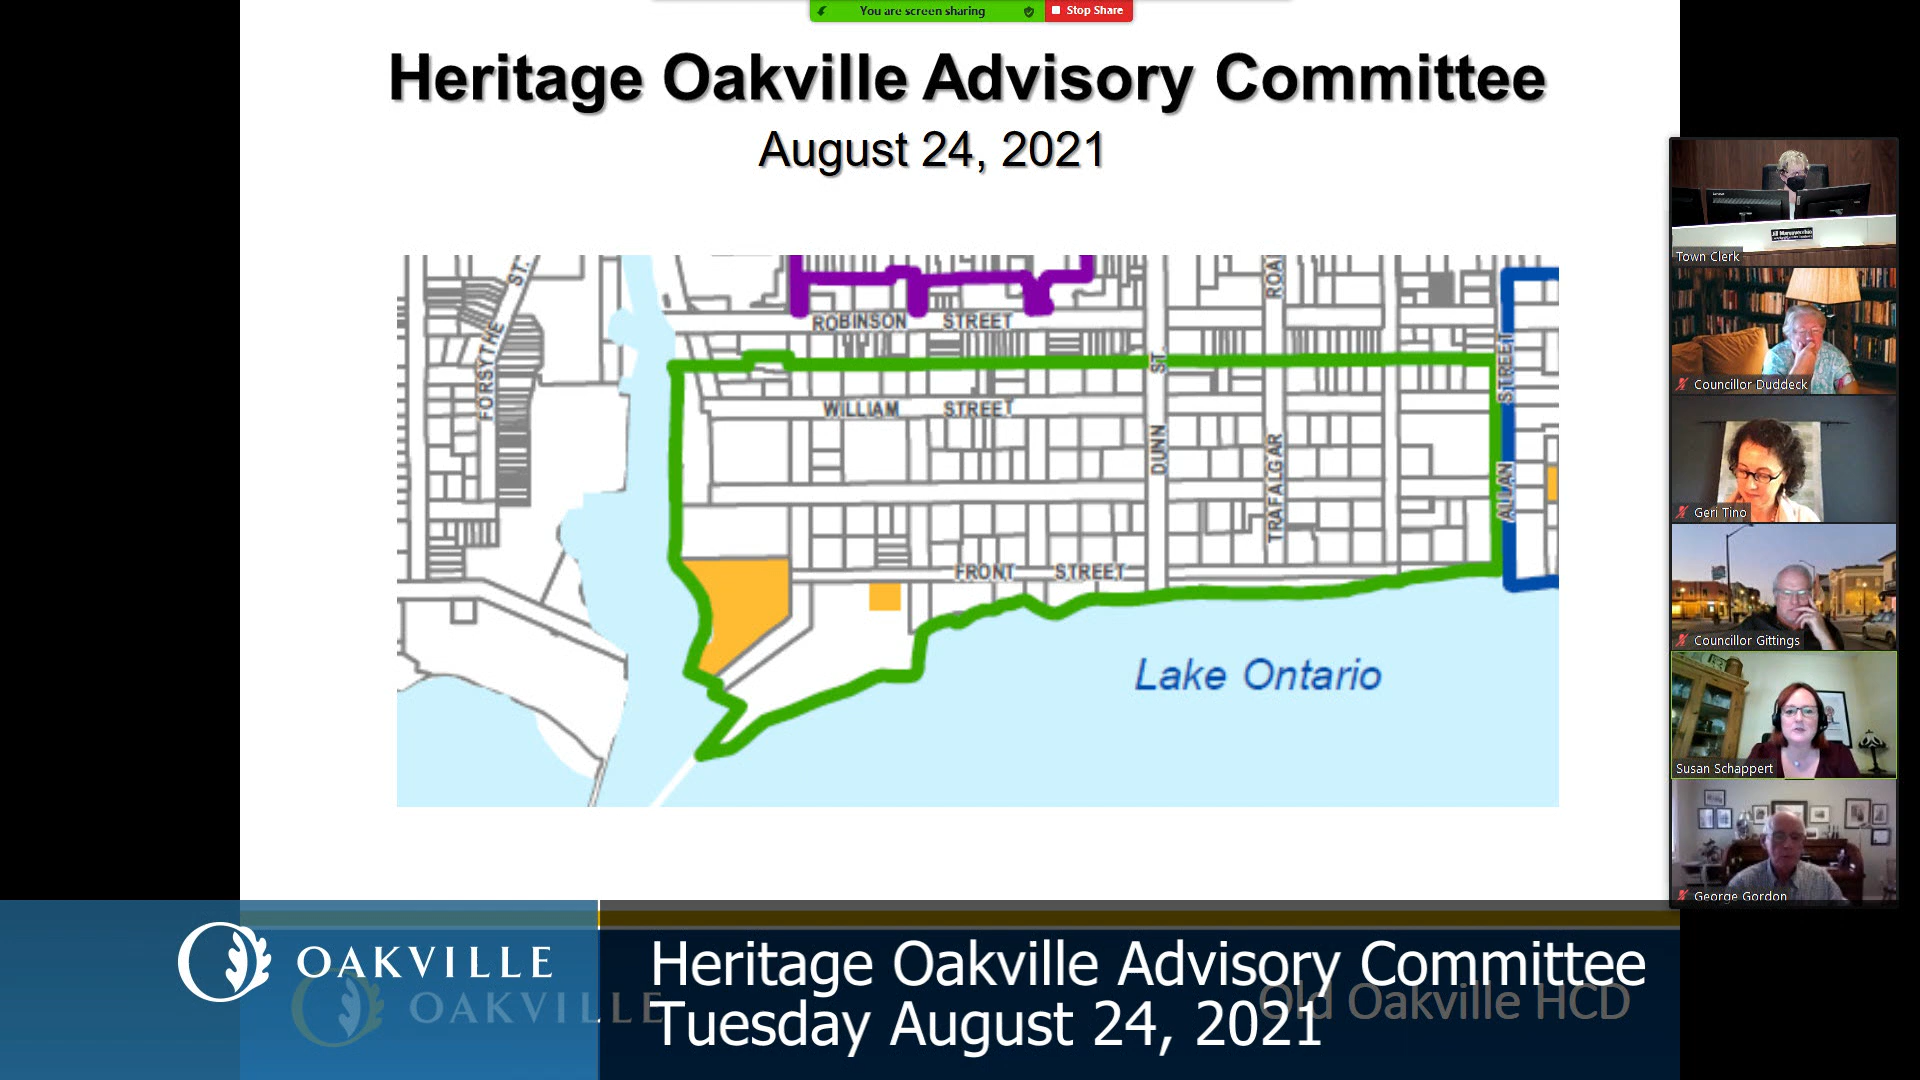 You are screen sharing
Stop Share
Heritage Oakville Advisory Committee
August 24, 2021
ST.
FORSYTHE
ROBINSON STREET
ROA
ST.
STREET
WILLIAM STREET
DUNN
TRAFALGAR
ALLAN
FRONT STREET
Lake Ontario
Town Clerk
Councillor Duddeck
Geri Tino
Councillor Gittings
Susan Schappert
George Gordon
OAKVILLE
OAKVILLE
Heritage Oakville Advisory Committee
Old Oakville HCD
Tuesday August 24, 2021